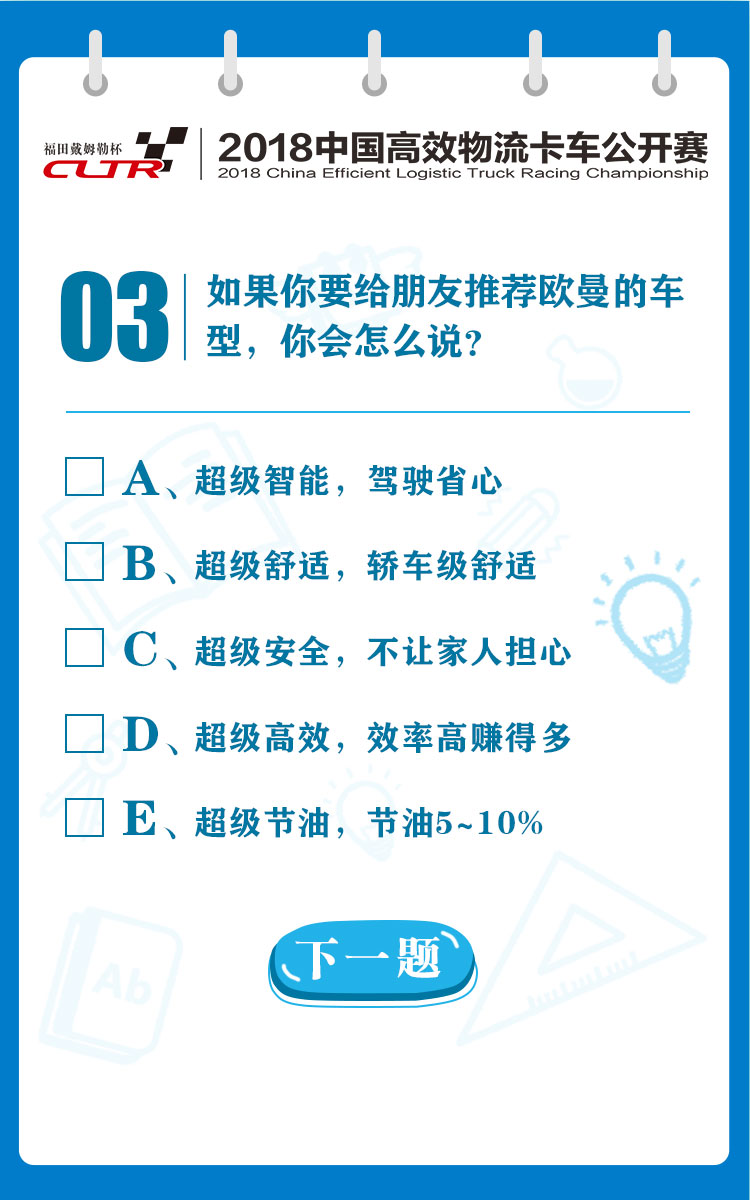 福田戴姆勒杯
CLTR
2018中国高效物流卡车公开赛
2018 China Efficient Logistic Truck Racing Championship
03
如果你要给朋友推荐欧曼的车
型，你会怎么说？
A、超级智能，驾驶省心
B、超级舒适，轿车级舒适
C、超级安全，不让家人担心
D、超级高效，效率高赚得多
E、超级节油，节油5~10%
Ab
下一题